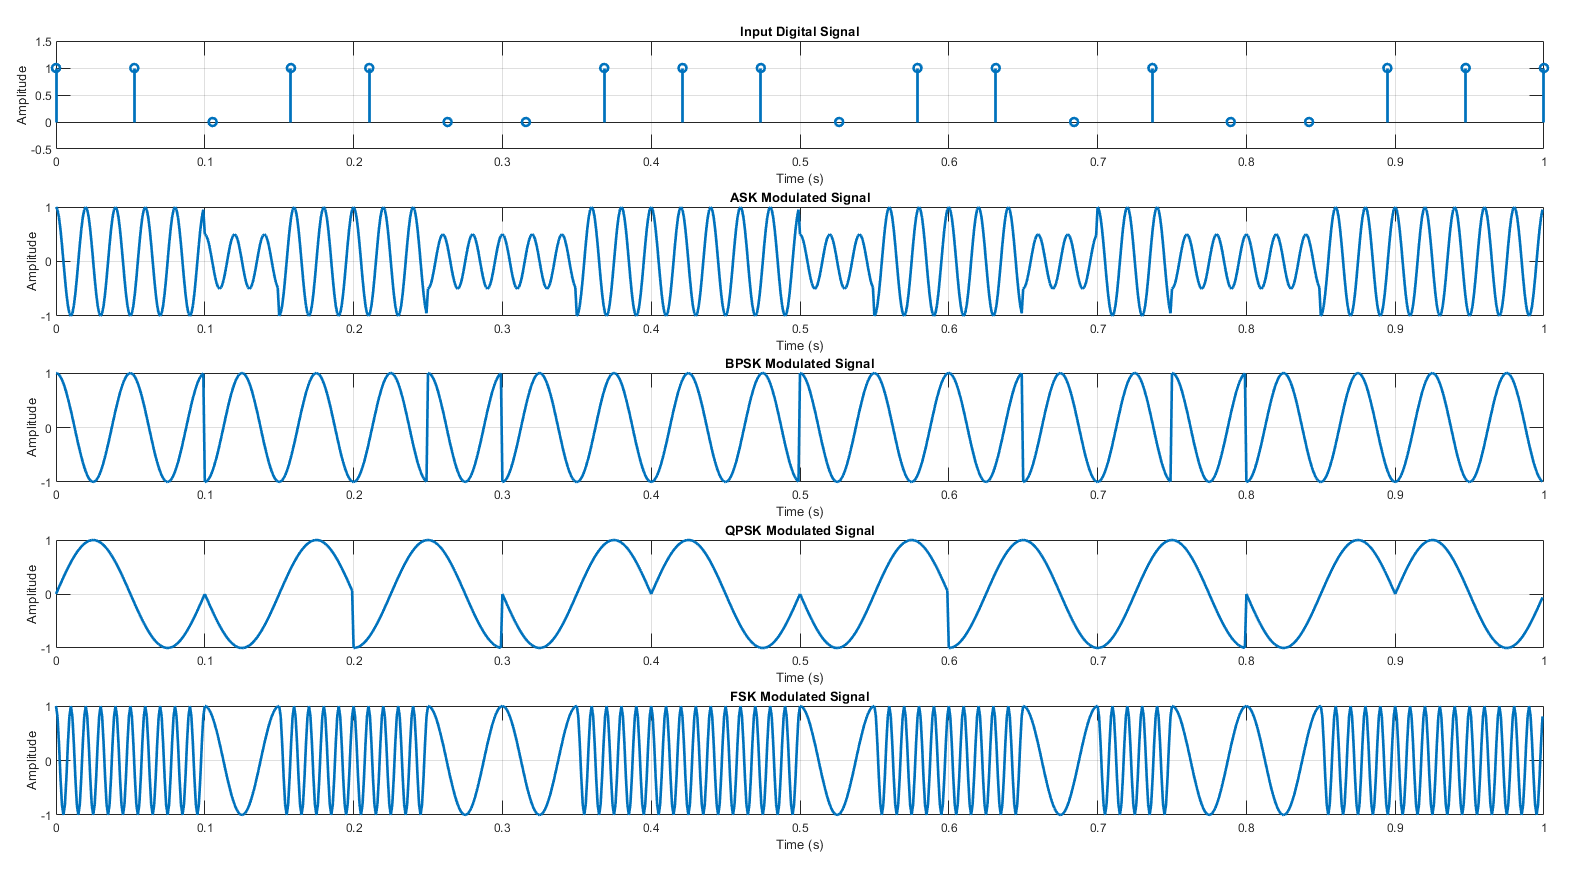 Input Digital Signal
1.5
1
0.5
0
-0.5
Amplitude
0 0.1 0.2 0.3 0.4 0.5 0.6 0.7 0.8 0.9 1
Time (s)
ASK Modulated Signal
1
0
-1
Amplitude
0 0.1 0.2 0.3 0.4 0.5 0.6 0.7 0.8 0.9 1
Time (s)
BPSK Modulated Signal
1
0
-1
Amplitude
0 0.1 0.2 0.3 0.4 0.5 0.6 0.7 0.8 0.9 1
Time (s)
QPSK Modulated Signal
1
0
-1
Amplitude
0 0.1 0.2 0.3 0.4 0.5 0.6 0.7 0.8 0.9 1
Time (s)
FSK Modulated Signal
1
0
-1
Amplitude
0 0.1 0.2 0.3 0.4 0.5 0.6 0.7 0.8 0.9 1
Time (s)